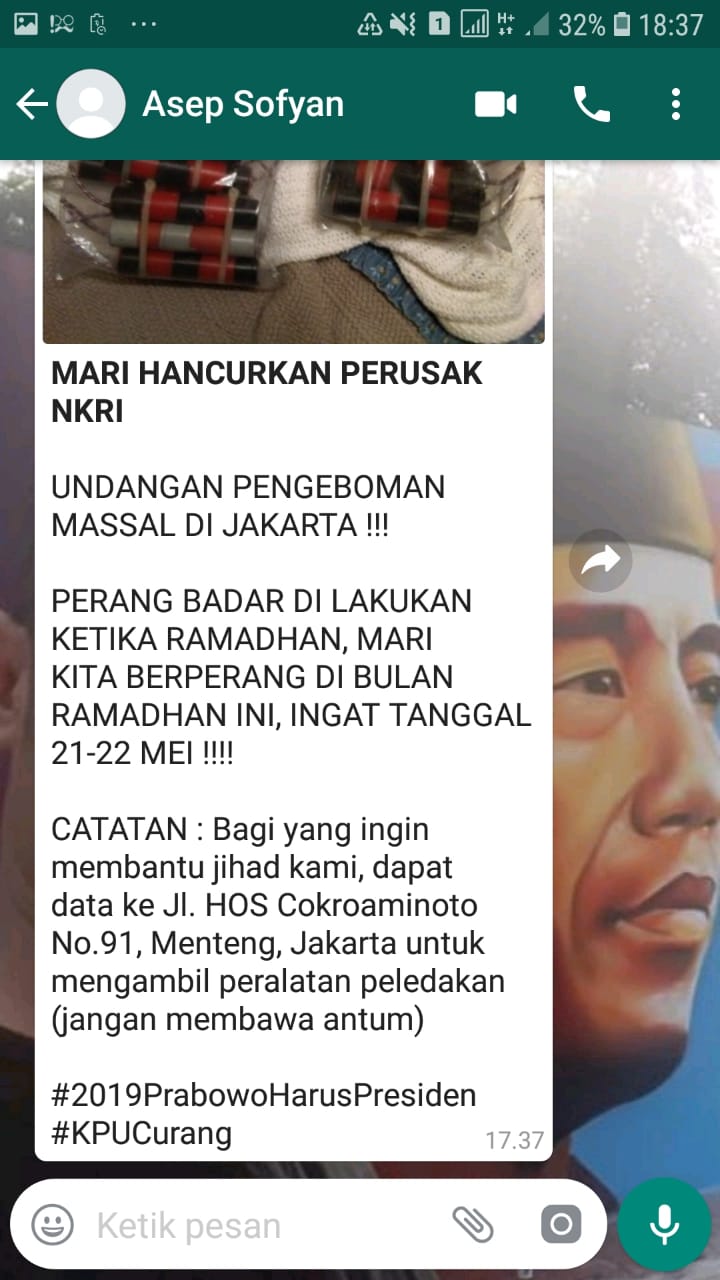 32% 18:37
Asep Sofyan
MARI HANCURKAN PERUSAK
NKRI
UNDANGAN PENGEBOMAN
MASSAL DI JAKARTA !!!
PERANG BADAR DI LAKUKAN
KETIKA RAMADHAN, MARI
KITA BERPERANG DI BULAN
RAMADHAN INI, INGAT TANGGAL
21-22 MEI !!!!
CATATAN : Bagi yang ingin
membantu jihad kami, dapat
data ke Jl. HOS Cokroaminoto
No.91, Menteng, Jakarta untuk
mengambil peralatan peledakan
(jangan membawa antum)
#2019PrabowoHarusPresiden
#KPUCurang
17.37
Ketik pesan